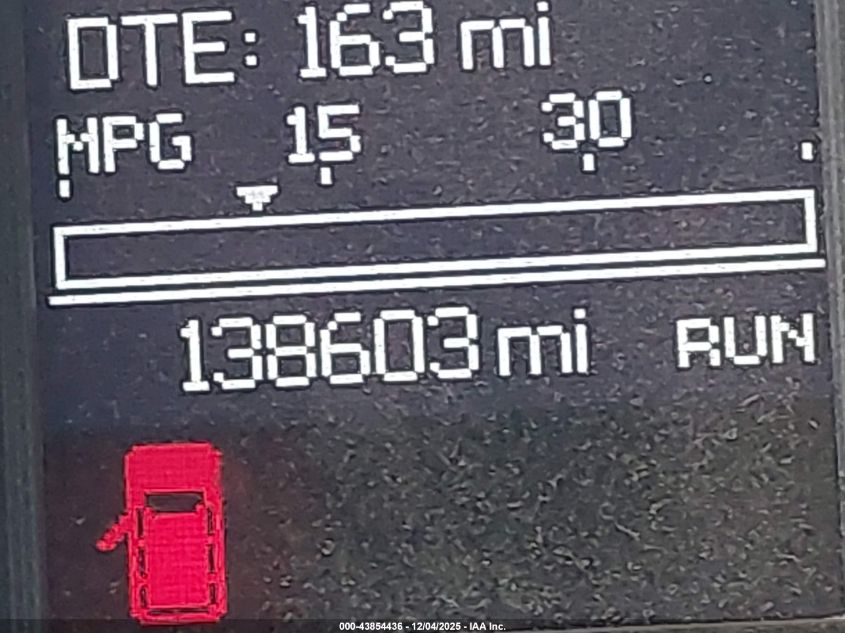 DTE: 163 mi
MPG 15 30
138603 mi RUN
000-43854436 - 12/04/2025 - IAA Inc.